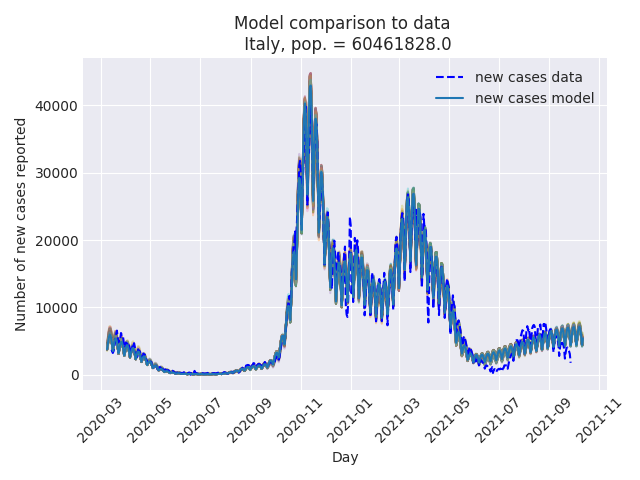 Model comparison to data
Italy, pop. = 60461828.0
new cases data
new cases model
Number of new cases reported
40000
30000
20000
10000
0
2020-03
2020-05
2020-07
2020-09
2020-11
2021-01
2021-03
2021-05
2021-07
2021-09
2021-11
Day